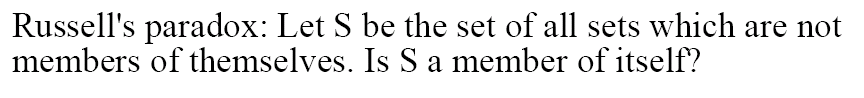 Russell's paradox: Let S be the set of all sets which are not
members of themselves. Is S a member of itself?